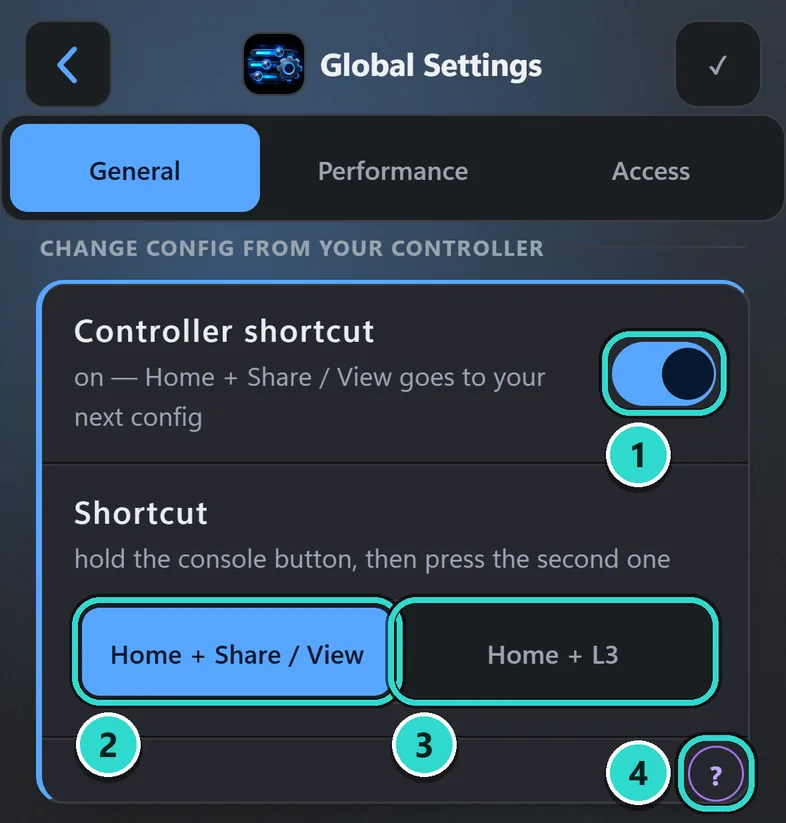 Global Settings
✓
General Performance Access
CHANGE CONFIG FROM YOUR CONTROLLER
Controller shortcut
on — Home + Share / View goes to your
next config
1
Shortcut
hold the console button, then press the second one
Home + Share / View Home + L3
2 3
4 ?